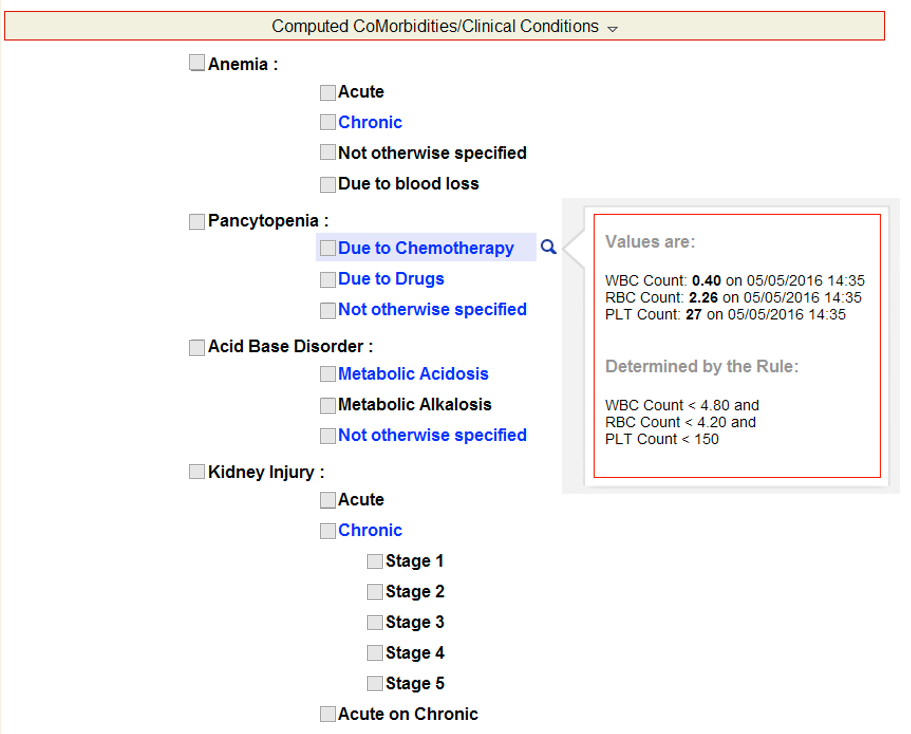 Computed CoMorbidities/Clinical Conditions
Anemia :
Acute
Chronic
Not otherwise specified
Due to blood loss
Pancytopenia :
Due to Chemotherapy
Due to Drugs
Not otherwise specified
Values are:
WBC Count: 0.40 on 05/05/2016 14:35
RBC Count: 2.26 on 05/05/2016 14:35
PLT Count: 27 on 05/05/2016 14:35
Determined by the Rule:
WBC Count < 4.80 and
RBC Count < 4.20 and
PLT Count < 150
Acid Base Disorder :
Metabolic Acidosis
Metabolic Alkalosis
Not otherwise specified
Kidney Injury :
Acute
Chronic
Stage 1
Stage 2
Stage 3
Stage 4
Stage 5
Acute on Chronic